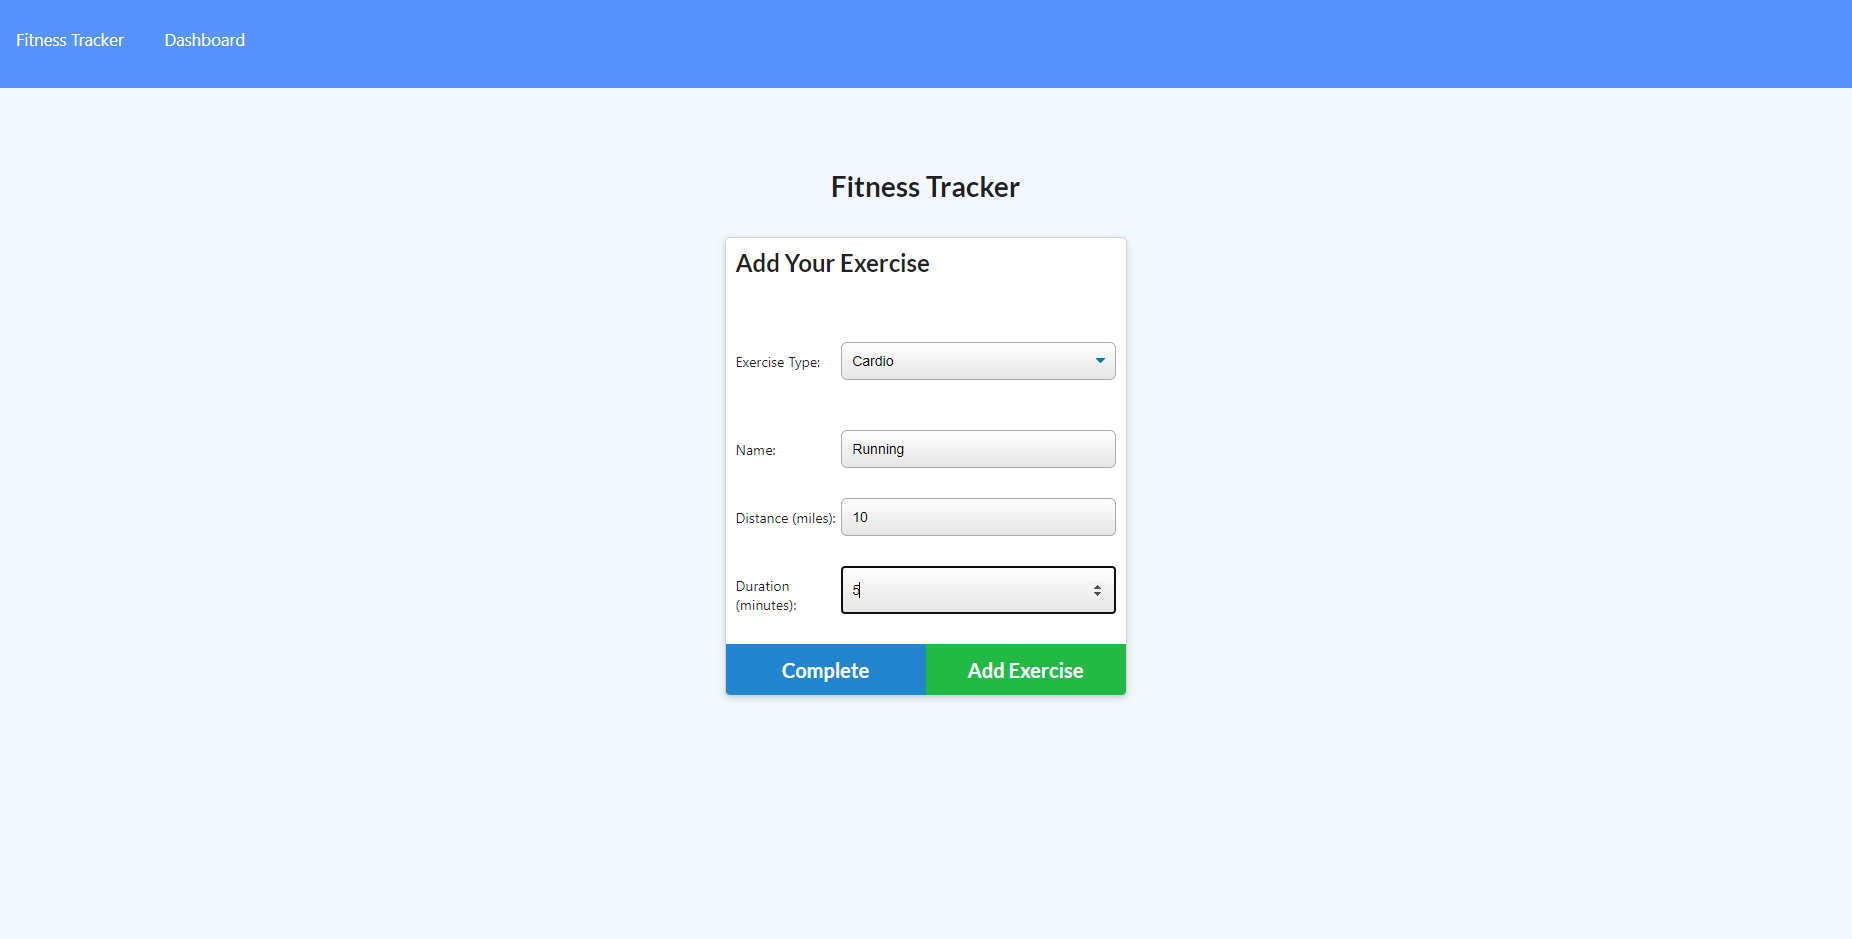 Fitness Tracker Dashboard
Fitness Tracker
Add Your Exercise
Exercise Type: Cardio
Name: Running
Distance (miles): 10
Duration
(minutes): 5
Complete Add Exercise